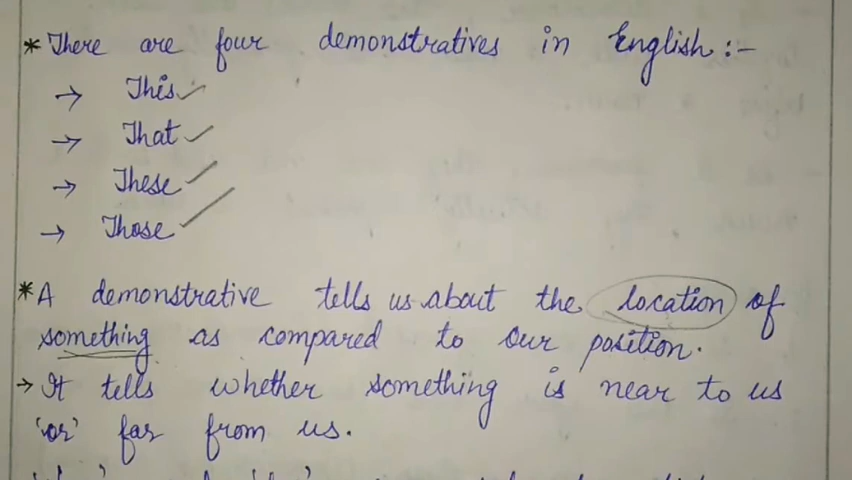 * There are four demonstratives in English :-
→ This
→ That
→ These
→ Those
* A demonstrative tells us about the location of
something as compared to our position.
→ It tells whether something is near to us
'or' far from us.